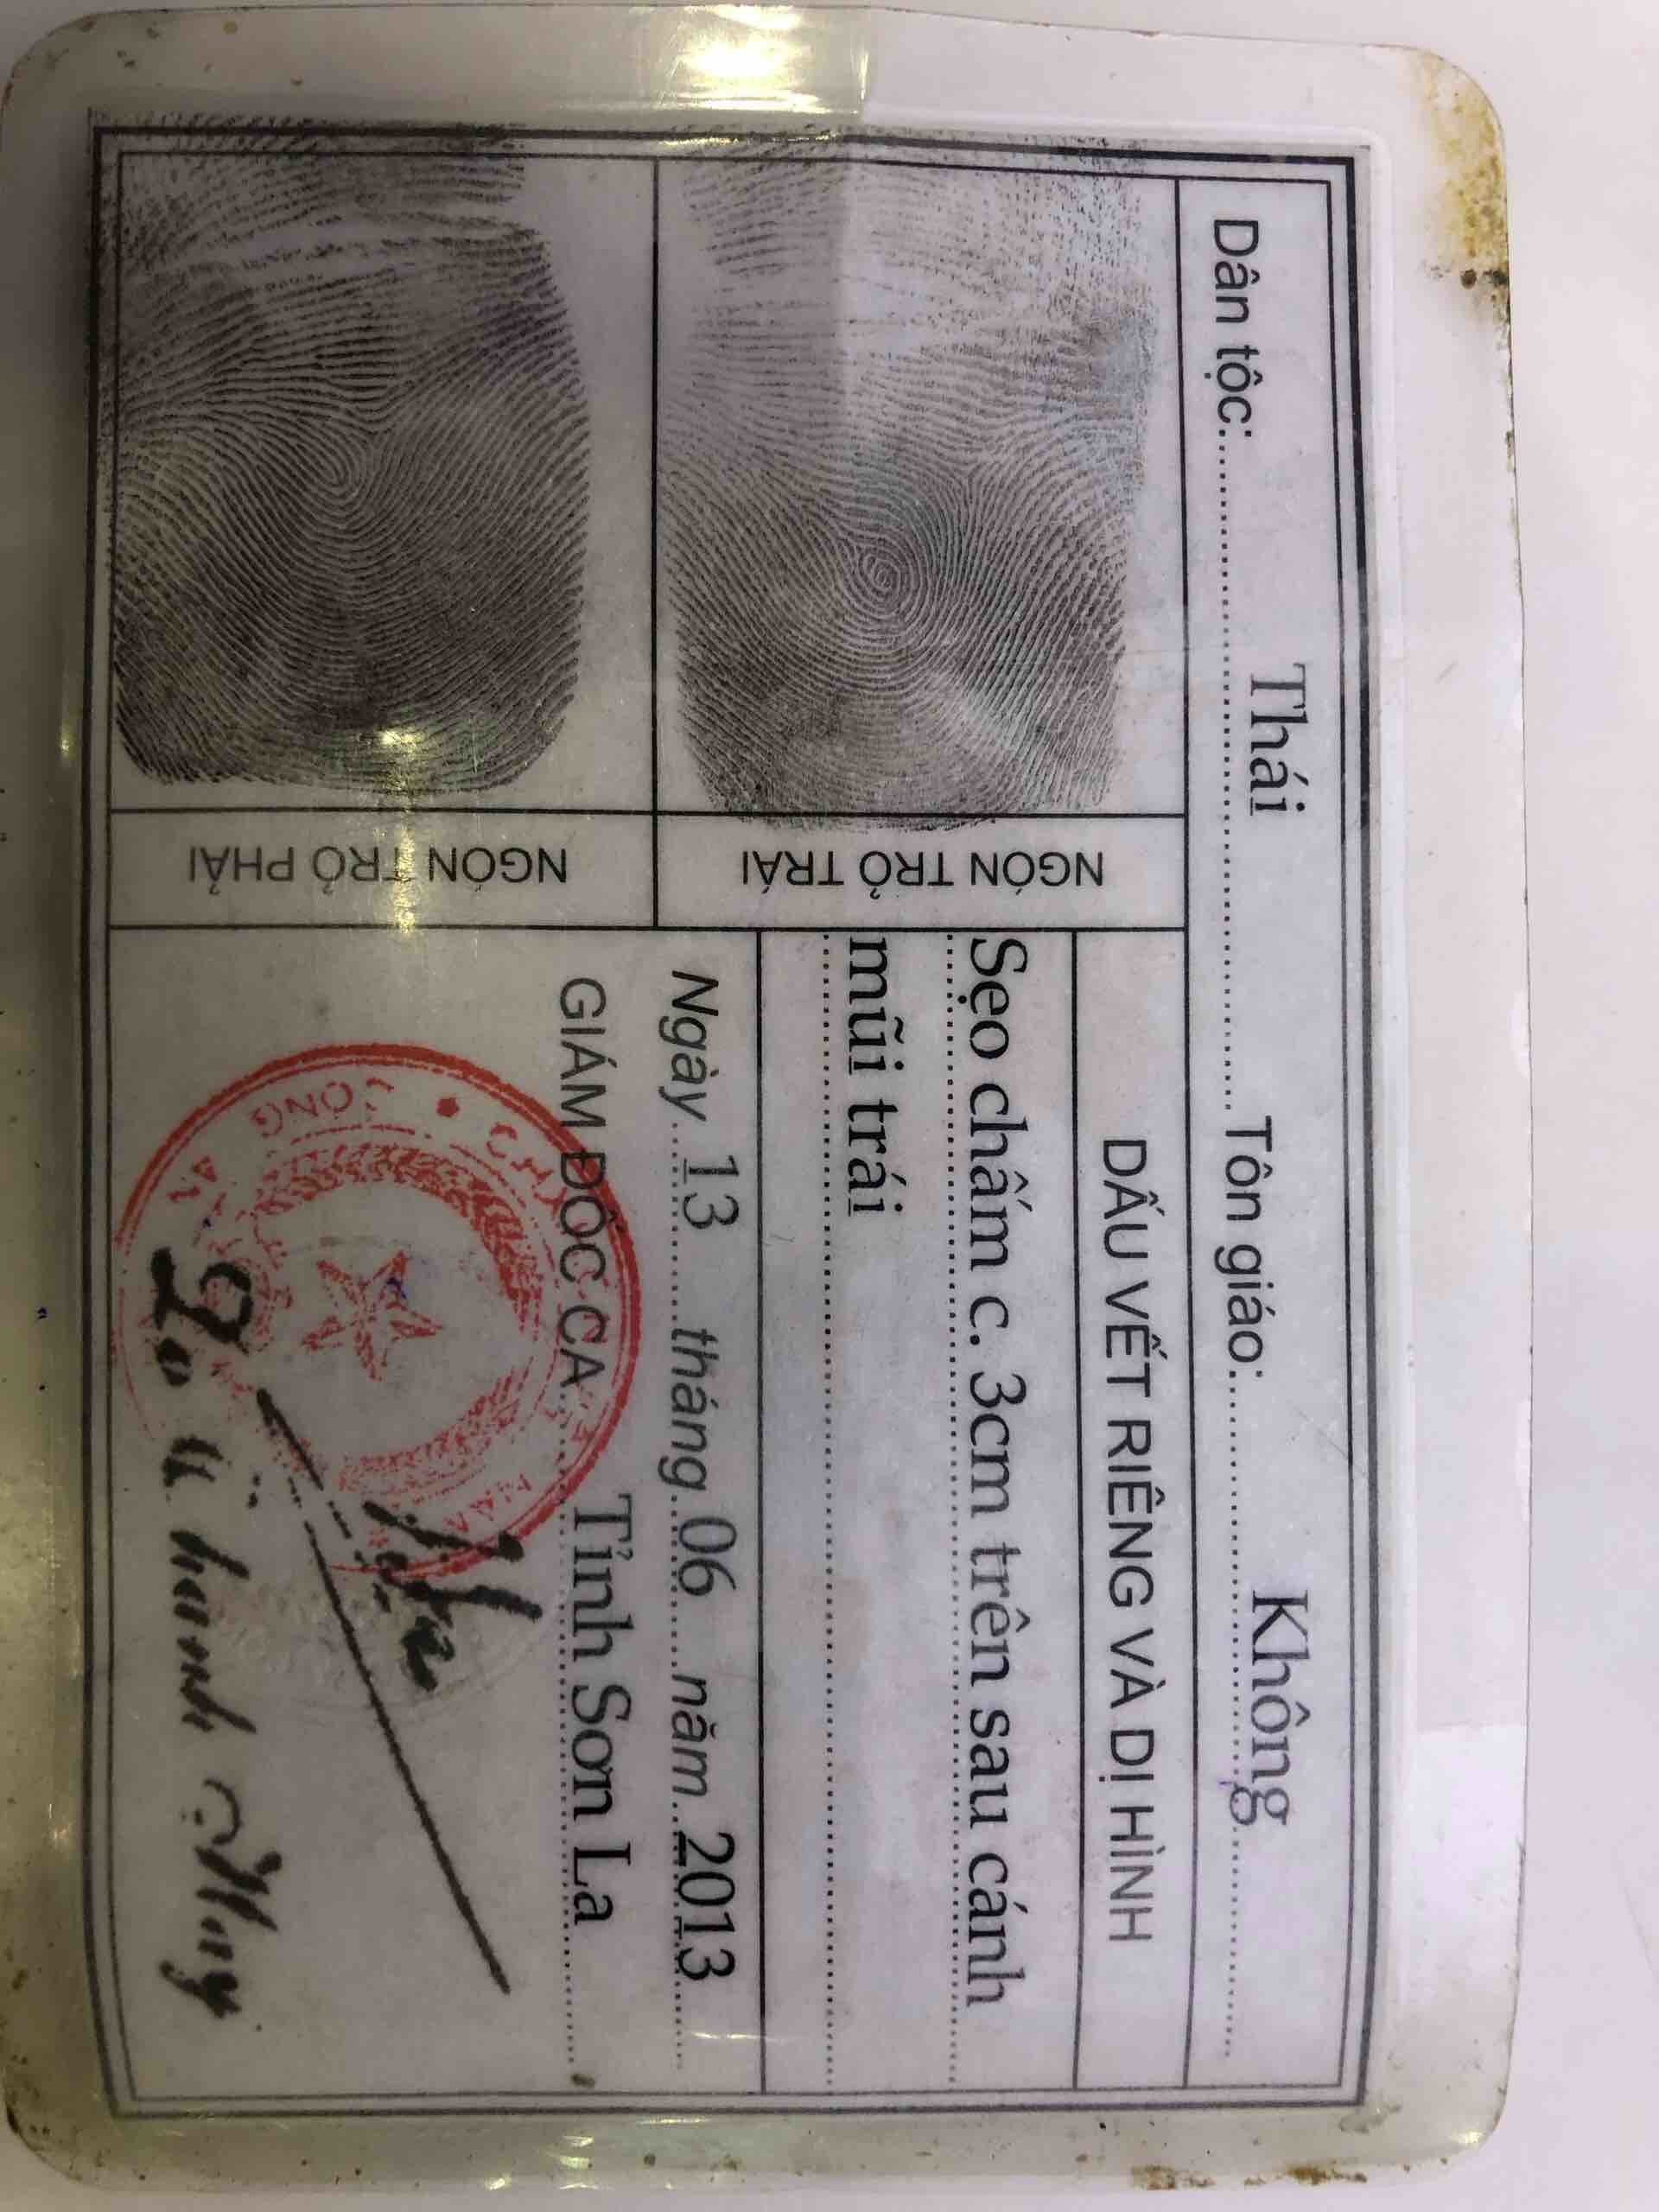 Dân tộc: Thái Tôn giáo: Không
DẤU VẾT RIÊNG VÀ DỊ HÌNH
Sẹo chấm c. 3cm trên sau cánh
mũi trái
NGÓN TRỎ TRÁI
NGÓN TRỎ PHẢI
Ngày 13 tháng 06 năm 2013
GIÁM ĐỐC CA Tỉnh Sơn La